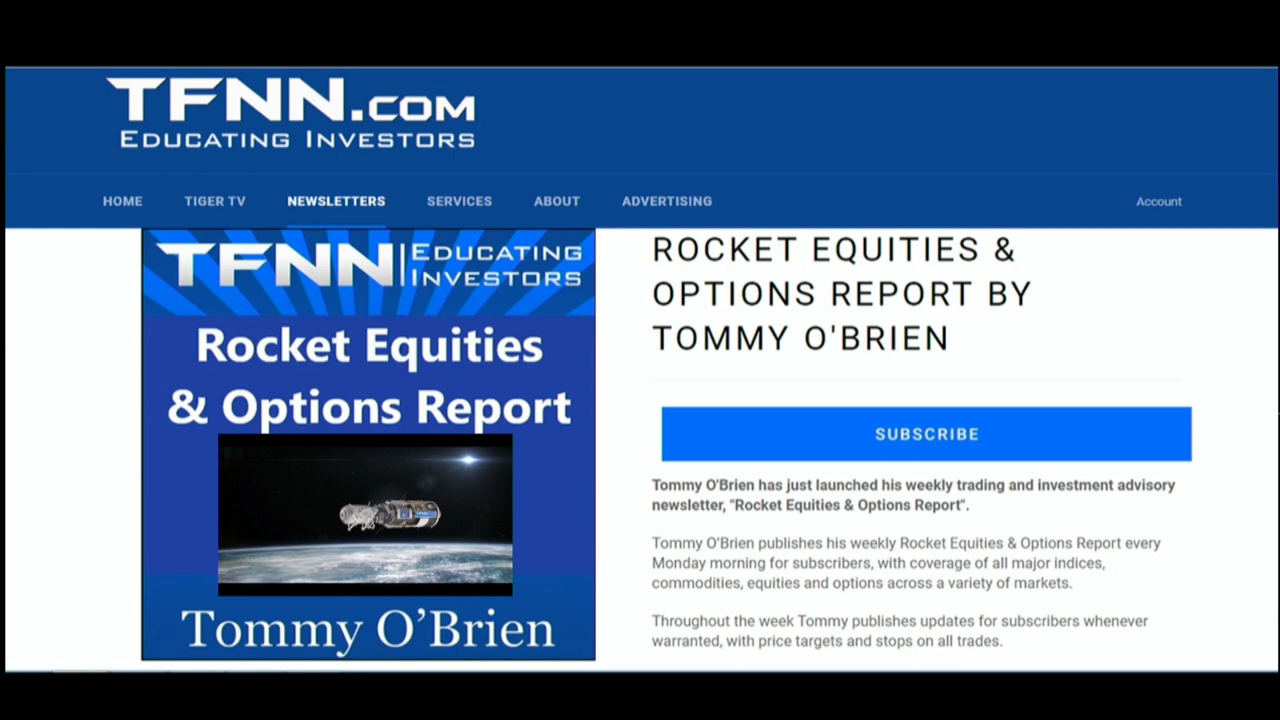 TFNN.COM
EDUCATING INVESTORS
HOME TIGER TV NEWSLETTERS SERVICES ABOUT ADVERTISING Account
TFNN EDUCATING
INVESTORS
Rocket Equities
& Options Report
Tommy O’Brien
ROCKET EQUITIES &
OPTIONS REPORT BY
TOMMY O'BRIEN
SUBSCRIBE
Tommy O'Brien has just launched his weekly trading and investment advisory
newsletter, "Rocket Equities & Options Report".
Tommy O’Brien publishes his weekly Rocket Equities & Options Report every
Monday morning for subscribers, with coverage of all major indices,
commodities, equities and options across a variety of markets.
Throughout the week Tommy publishes updates for subscribers whenever
warranted, with price targets and stops on all trades.